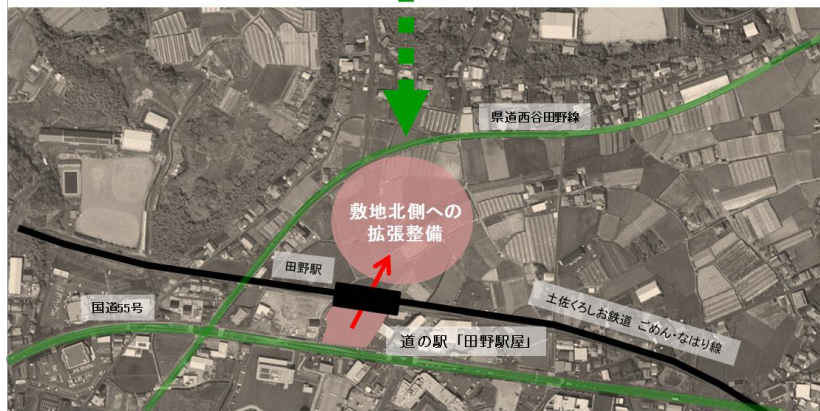 県道西谷田野線
敷地北側への
拡張整備
田野駅
国道55号
土佐くろしお鉄道 ごめん・なはり線
道の駅「田野駅屋」